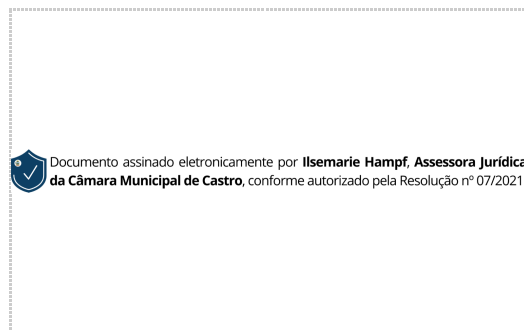 Documento assinado eletronicamente por Ilsemarie Hampf, Assessora Jurídica
da Câmara Municipal de Castro, conforme autorizado pela Resolução nº 07/2021